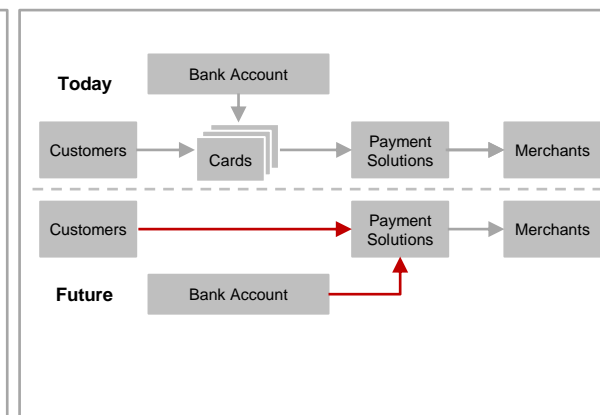 Today
Bank Account
Customers
Cards
Payment
Solutions
Merchants
Customers
Payment
Solutions
Merchants
Future
Bank Account